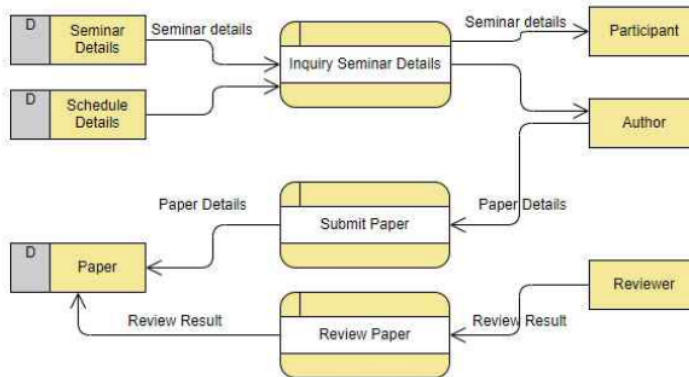 D
Seminar
Details
Seminar details
Inquiry Seminar Details
Seminar details
Participant
D
Schedule
Details
Author
Paper Details
Submit Paper
Paper Details
D
Paper
Reviewer
Review Result
Review Paper
Review Result